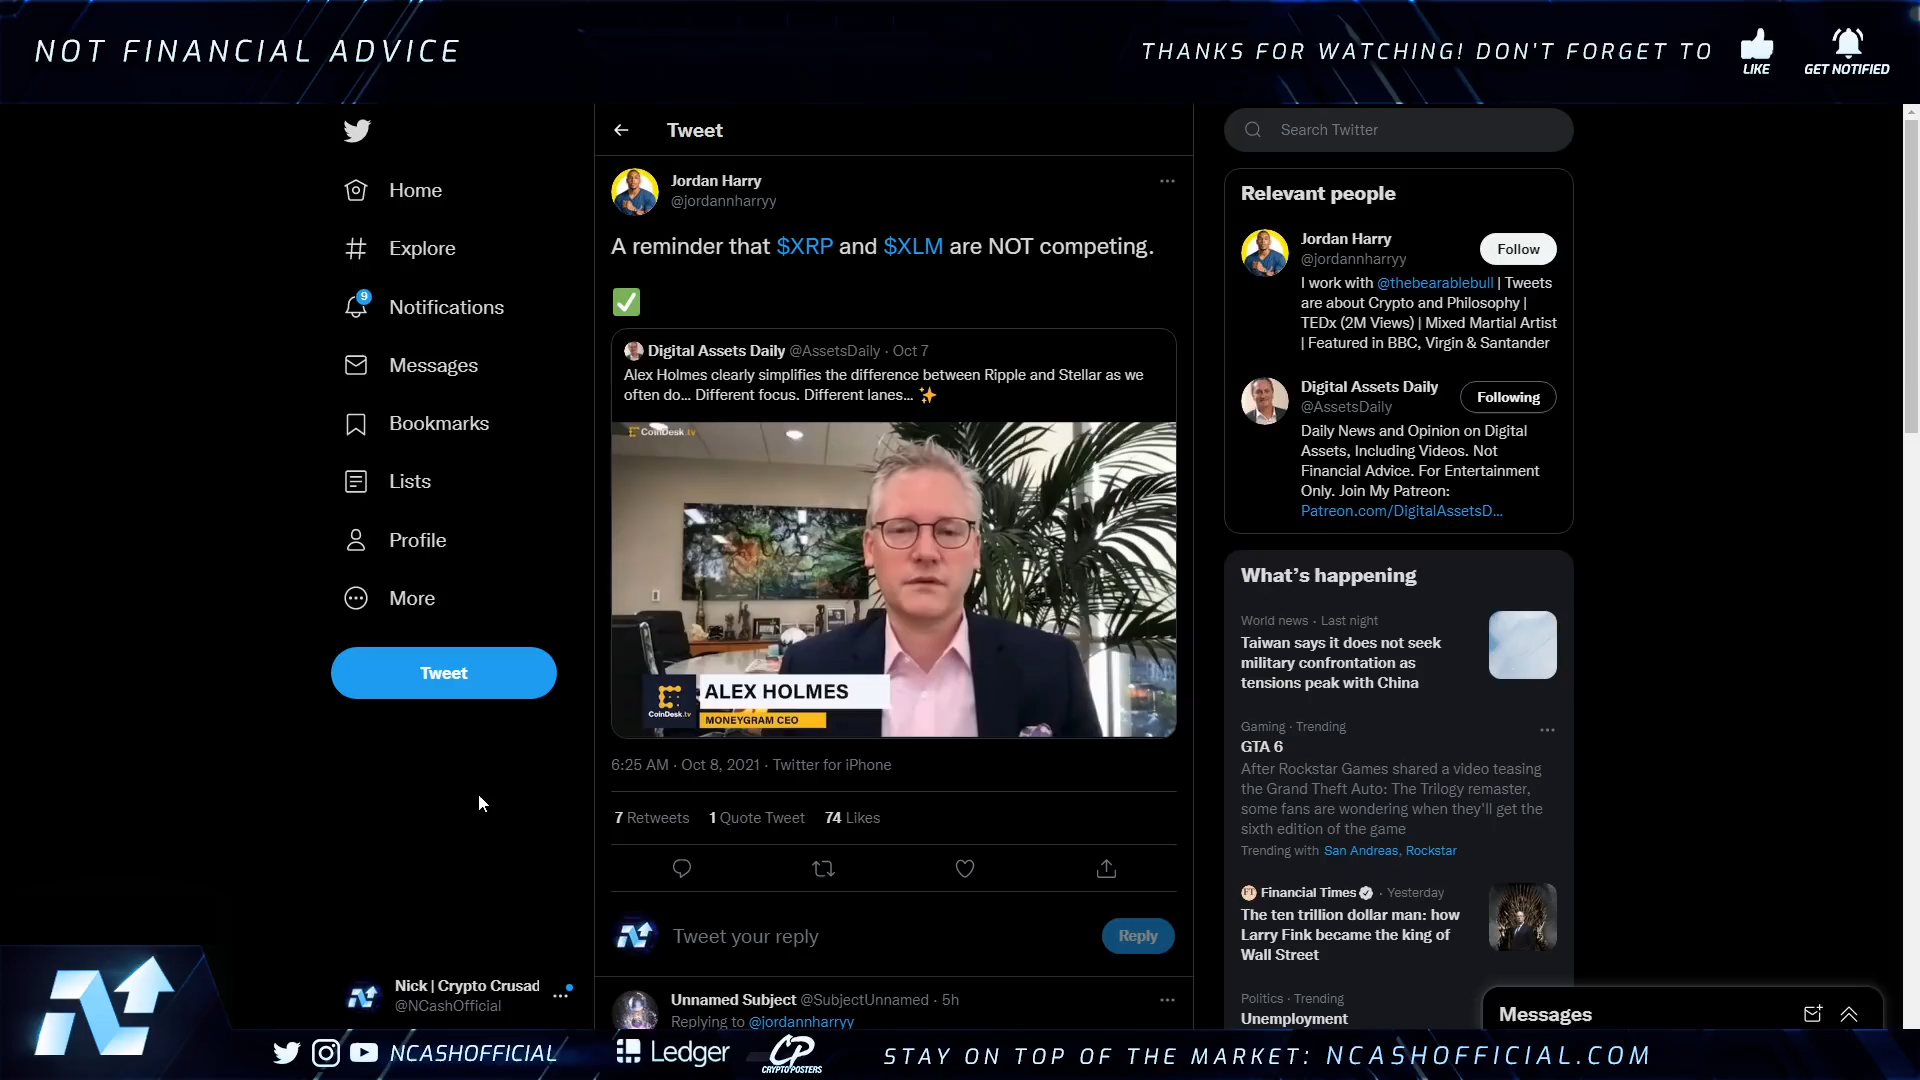 NOT FINANCIAL ADVICE
THANKS FOR WATCHING! DON'T FORGET TO
LIKE
GET NOTIFIED
Home
Explore
9
Notifications
Messages
Bookmarks
Lists
Profile
More
Tweet
Nick | Crypto Crusad
@NCashOfficial
Tweet
Jordan Harry
@jordannharryy
A reminder that $XRP and $XLM are NOT competing.
Digital Assets Daily @AssetsDaily · Oct 7
Alex Holmes clearly simplifies the difference between Ripple and Stellar as we
often do... Different focus. Different lanes...
CoinDesk.tv
ALEX HOLMES
CoinDesk.tv
MONEYGRAM CEO
6:25 AM · Oct 8, 2021 · Twitter for iPhone
7 Retweets 1 Quote Tweet 74 Likes
Tweet your reply
Reply
Unnamed Subject @SubjectUnnamed · 5h
Replying to @jordannharryy
Search Twitter
Relevant people
Jordan Harry
@jordannharryy
Follow
I work with @thebearablebull | Tweets
are about Crypto and Philosophy |
TEDx (2M Views) | Mixed Martial Artist
| Featured in BBC, Virgin & Santander
Digital Assets Daily
@AssetsDaily
Following
Daily News and Opinion on Digital
Assets, Including Videos. Not
Financial Advice. For Entertainment
Only. Join My Patreon:
Patreon.com/DigitalAssetsD...
What's happening
World news · Last night
Taiwan says it does not seek
military confrontation as
tensions peak with China
Gaming · Trending
GTA 6
After Rockstar Games shared a video teasing
the Grand Theft Auto: The Trilogy remaster,
some fans are wondering when they'll get the
sixth edition of the game
Trending with San Andreas, Rockstar
FT Financial Times · Yesterday
The ten trillion dollar man: how
Larry Fink became the king of
Wall Street
Politics · Trending
Unemployment
Messages
NCASHOFFICIAL
Ledger
CP
CRYPTOPOSTERS
STAY ON TOP OF THE MARKET: NCASHOFFICIAL.COM